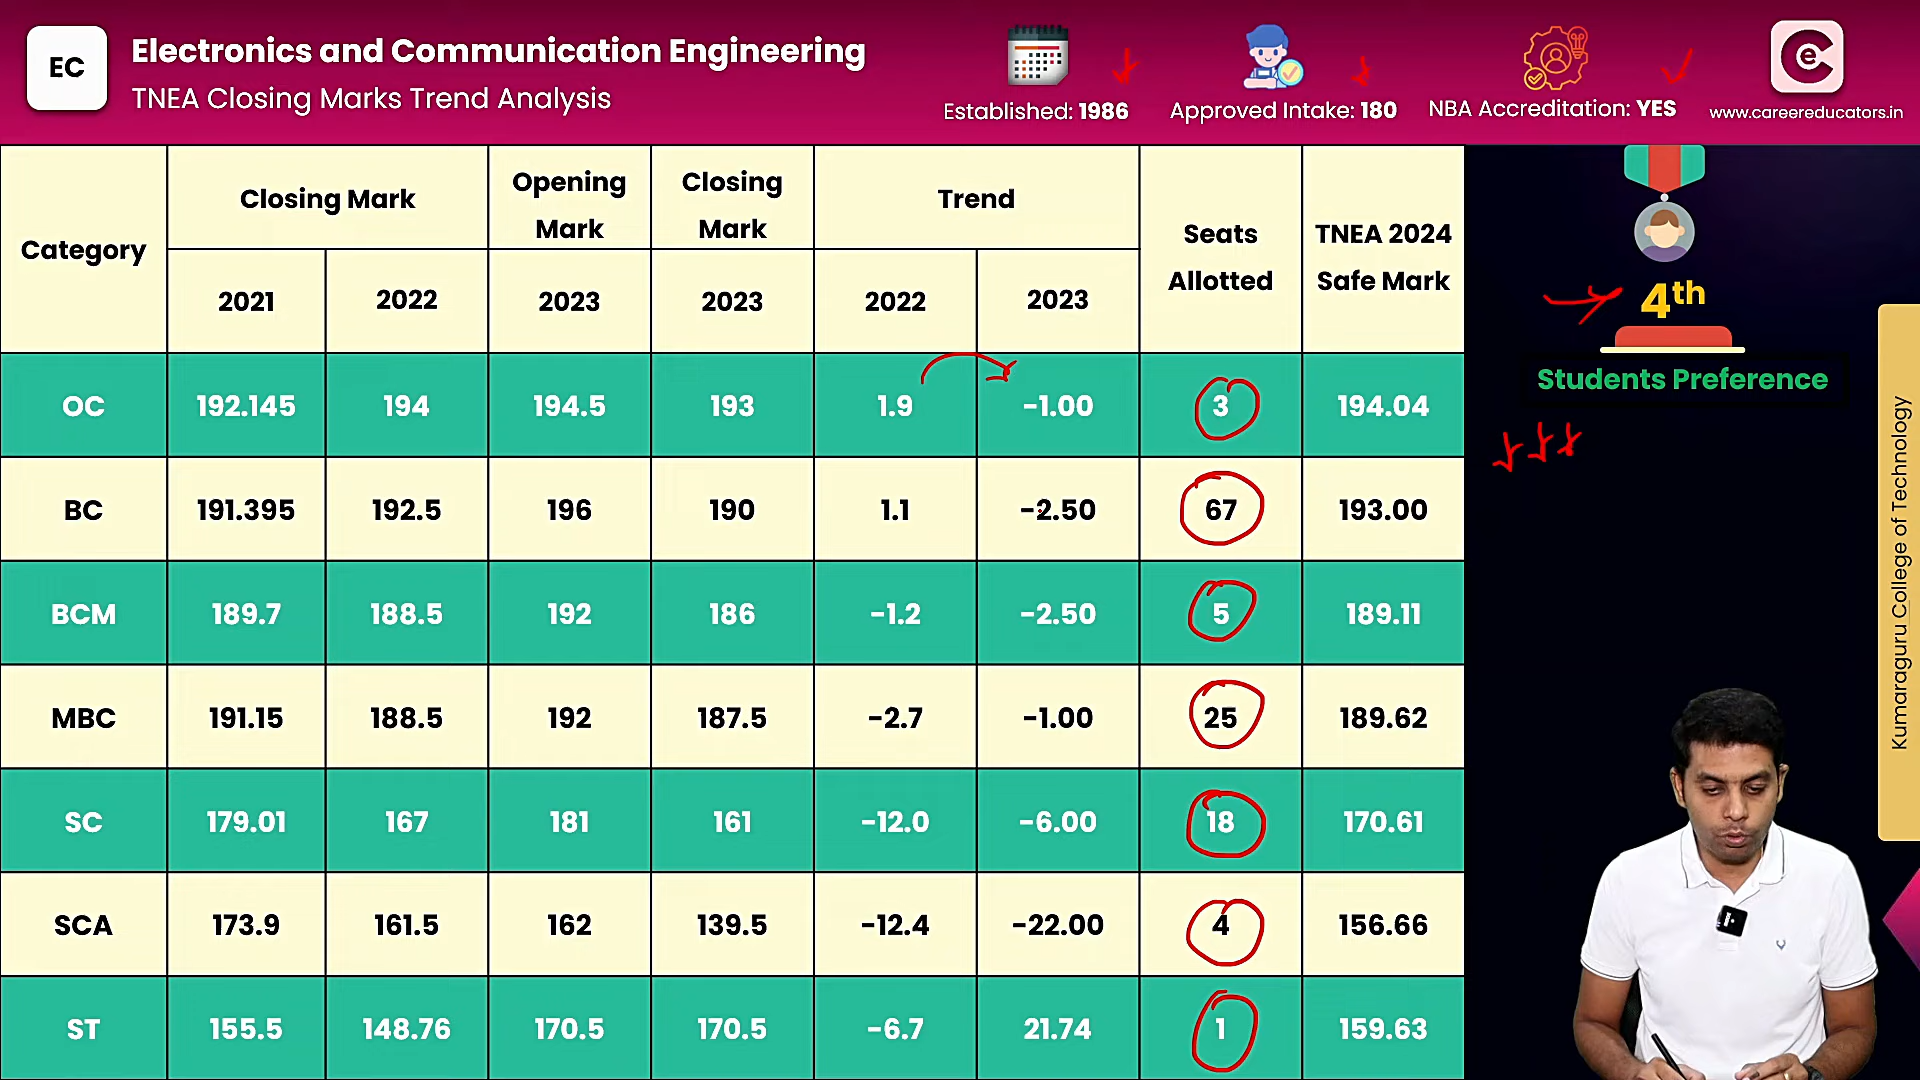 EC
Electronics and Communication Engineering
TNEA Closing Marks Trend Analysis
Established: 1986
Approved Intake: 180
NBA Accreditation: YES
e
www.careereducators.in
Category
Closing Mark
Opening
Mark
Closing
Mark
Trend
Seats
Allotted
TNEA 2024
Safe Mark
2021 2022 2023 2023 2022 2023
OC 192.145 194 194.5 193 1.9 -1.00 3 194.04
BC 191.395 192.5 196 190 1.1 -2.50 67 193.00
BCM 189.7 188.5 192 186 -1.2 -2.50 5 189.11
MBC 191.15 188.5 192 187.5 -2.7 -1.00 25 189.62
SC 179.01 167 181 161 -12.0 -6.00 18 170.61
SCA 173.9 161.5 162 139.5 -12.4 -22.00 4 156.66
ST 155.5 148.76 170.5 170.5 -6.7 21.74 1 159.63
4th
Students Preference
Kumaraguru College of Technology